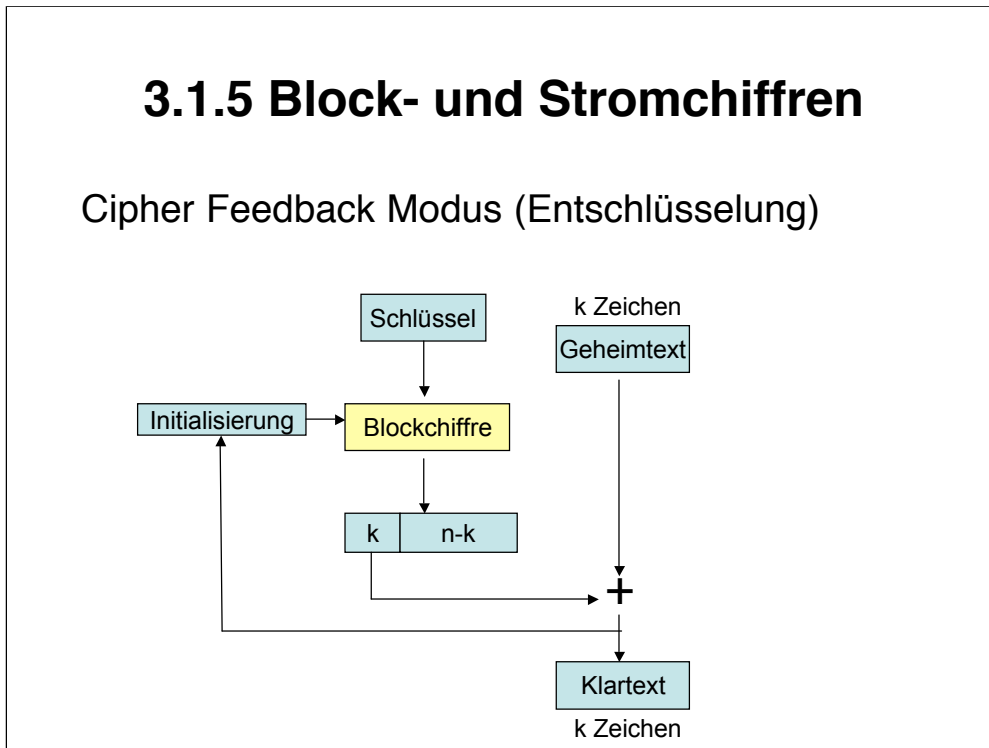 3.1.5 Block- und Stromchiffren
Cipher Feedback Modus (Entschlüsselung)
Schlüssel
k Zeichen
Geheimtext
Initialisierung
Blockchiffre
k
n-k
+
Klartext
k Zeichen